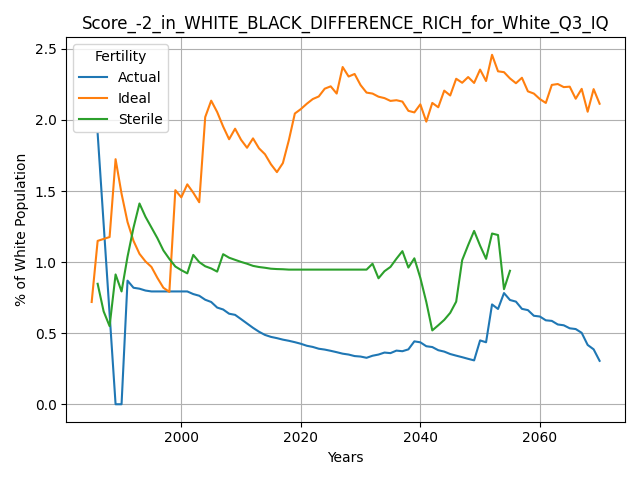 Score_-2_in_WHITE_BLACK_DIFFERENCE_RICH_for_White_Q3_IQ
Fertility
Actual
Ideal
Sterile
% of White Population
2.5
2.0
1.5
1.0
0.5
0.0
2000 2020 2040 2060
Years